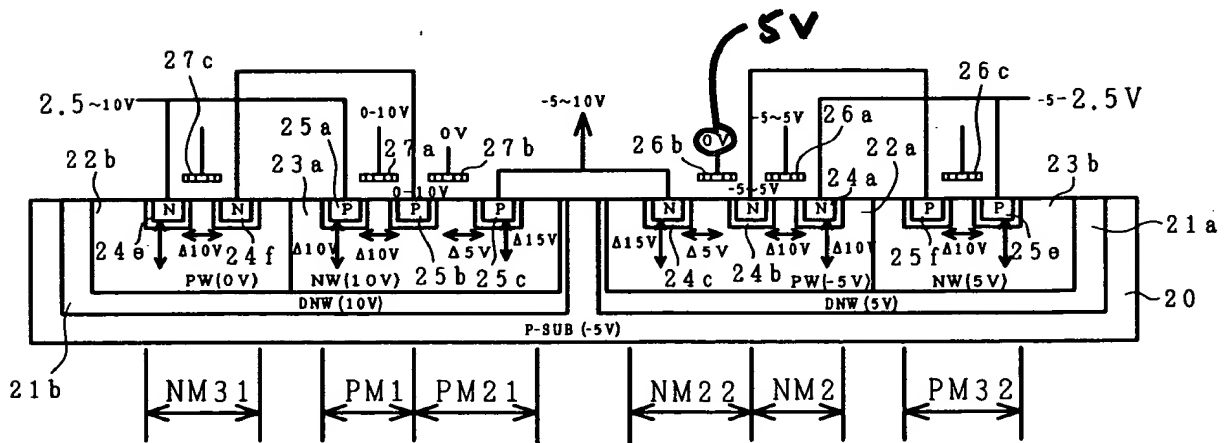 5V
27c
26c
2.5~10V
0-10V
-5~10V
-5~5V
-5~-2.5V
25a
27a
0V
27b
26b
0V
26a
22a
22b
23a
24a
23b
0-10V
-5~5V
N
N
P
P
P
N
N
N
P
P
24e
Δ10V
24f
Δ10V
Δ10V
25b
Δ5V
25c
Δ15V
Δ15V
24c
Δ5V
24b
Δ10V
Δ10V
25f
Δ10V
25e
21a
PW(0V)
NW(10V)
PW(-5V)
NW(5V)
20
DNW(10V)
DNW(5V)
P-SUB(-5V)
21b
NM31
PM1
PM21
NM22
NM2
PM32